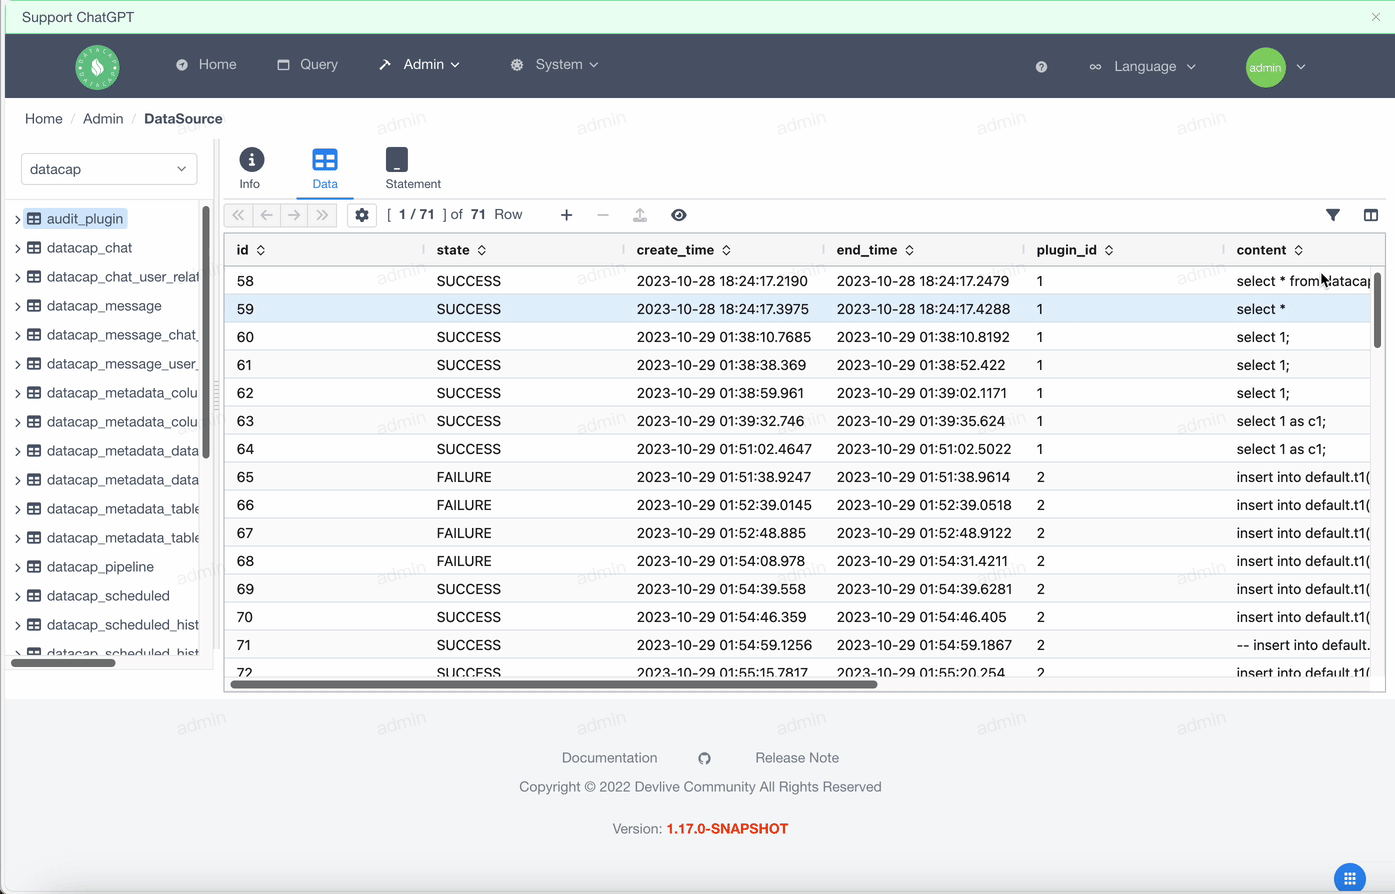 Support ChatGPT
DATACAP DATACAP
Home
Query
Admin
System
Language
admin
Home / Admin / DataSource
datacap
audit_plugin
datacap_chat
datacap_chat_user_relat
datacap_message
datacap_message_chat_
datacap_message_user_
datacap_metadata_colu
datacap_metadata_colu
datacap_metadata_data
datacap_metadata_data
datacap_metadata_table
datacap_metadata_table
datacap_pipeline
datacap_scheduled
datacap_scheduled_hist
datacap_scheduled_hist
Info
Data
Statement
[ 1 / 71 ] of 71 Row
id state create_time end_time plugin_id content
58 SUCCESS 2023-10-28 18:24:17.2190 2023-10-28 18:24:17.2479 1 select * from datacap
59 SUCCESS 2023-10-28 18:24:17.3975 2023-10-28 18:24:17.4288 1 select *
60 SUCCESS 2023-10-29 01:38:10.7685 2023-10-29 01:38:10.8192 1 select 1;
61 SUCCESS 2023-10-29 01:38:38.369 2023-10-29 01:38:52.422 1 select 1;
62 SUCCESS 2023-10-29 01:38:59.961 2023-10-29 01:39:02.1171 1 select 1;
63 SUCCESS 2023-10-29 01:39:32.746 2023-10-29 01:39:35.624 1 select 1 as c1;
64 SUCCESS 2023-10-29 01:51:02.4647 2023-10-29 01:51:02.5022 1 select 1 as c1;
65 FAILURE 2023-10-29 01:51:38.9247 2023-10-29 01:51:38.9614 2 insert into default.t1(
66 FAILURE 2023-10-29 01:52:39.0145 2023-10-29 01:52:39.0518 2 insert into default.t1(
67 FAILURE 2023-10-29 01:52:48.885 2023-10-29 01:52:48.9122 2 insert into default.t1(
68 FAILURE 2023-10-29 01:54:08.978 2023-10-29 01:54:31.4211 2 insert into default.t1(
69 SUCCESS 2023-10-29 01:54:39.558 2023-10-29 01:54:39.6281 2 insert into default.t1(
70 SUCCESS 2023-10-29 01:54:46.359 2023-10-29 01:54:46.405 2 insert into default.t1(
71 SUCCESS 2023-10-29 01:54:59.1256 2023-10-29 01:54:59.1867 2 -- insert into default.
72 SUCCESS 2023-10-29 01:55:15.7817 2023-10-29 01:55:20.254 2 insert into default.t1(
admin admin admin admin admin admin
Documentation
Release Note
Copyright © 2022 Devlive Community All Rights Reserved
Version: 1.17.0-SNAPSHOT